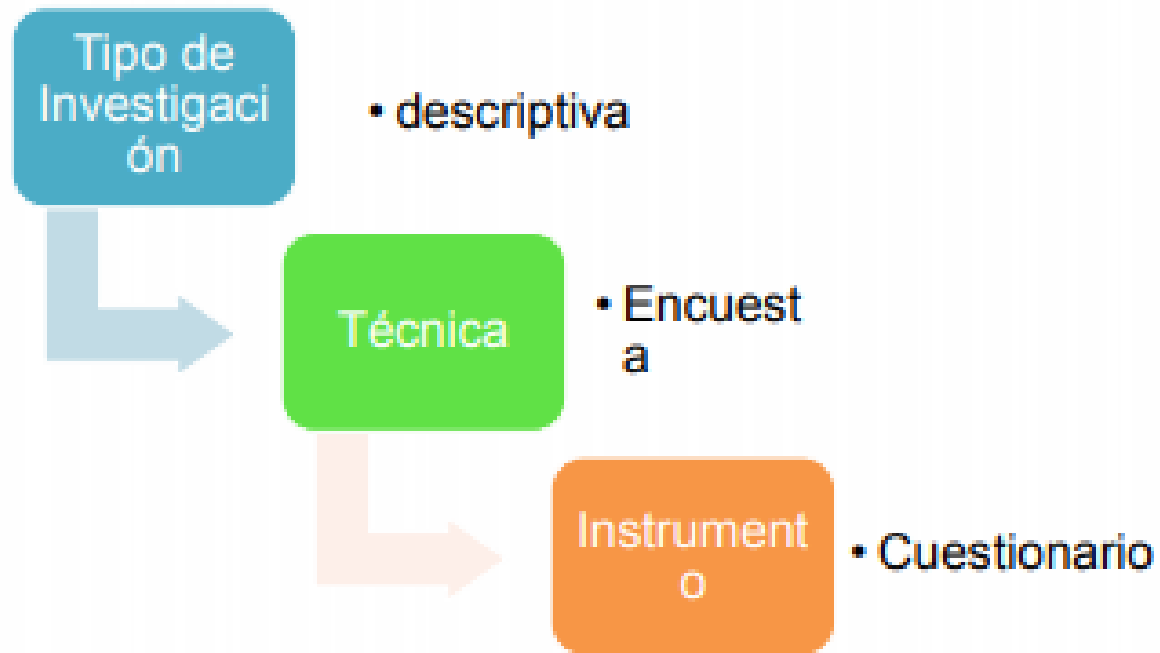 Tipo de
Investigaci
ón
• descriptiva
Técnica
• Encuest
a
Instrument
o
• Cuestionario